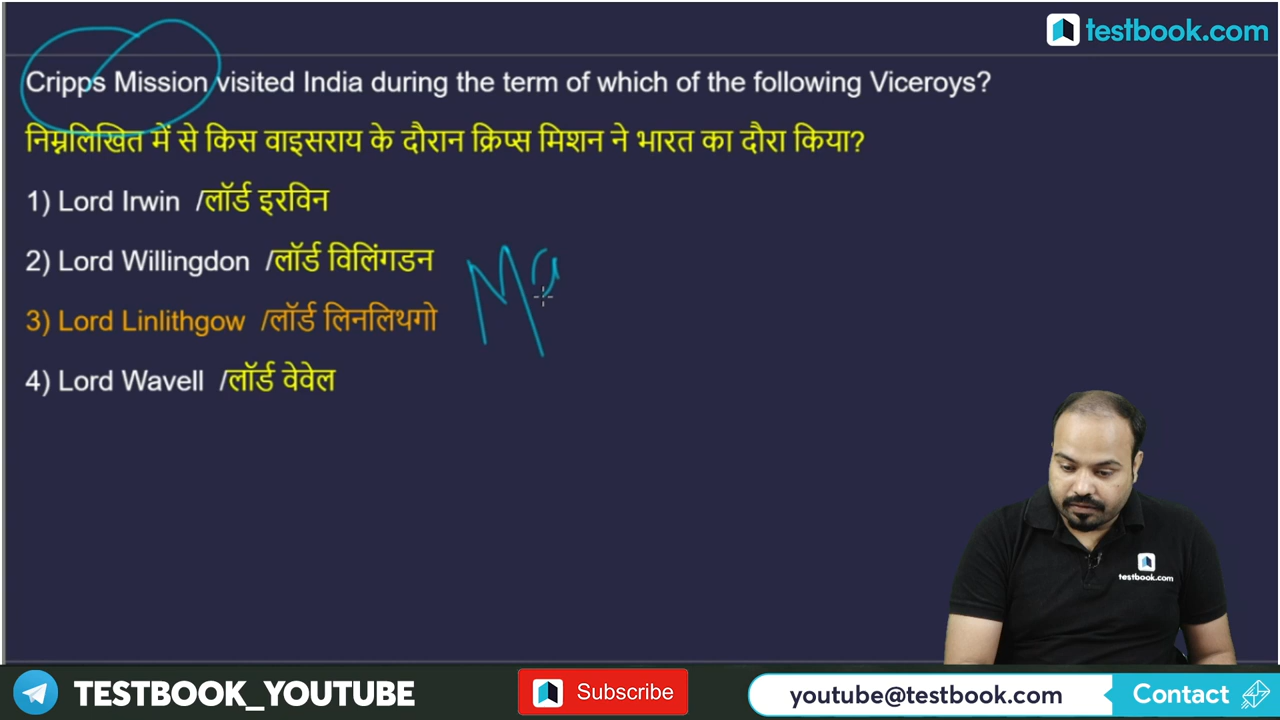 testbook.com
Cripps Mission visited India during the term of which of the following Viceroys?
निम्नलिखित में से किस वाइसराय के दौरान क्रिप्स मिशन ने भारत का दौरा किया?
1) Lord Irwin /लॉर्ड इरविन
2) Lord Willingdon /लॉर्ड विलिंगडन
3) Lord Linlithgow /लॉर्ड लिनलिथगो
4) Lord Wavell /लॉर्ड वेवेल
Ma
testbook.com
TESTBOOK_YOUTUBE
Subscribe
youtube@testbook.com
Contact